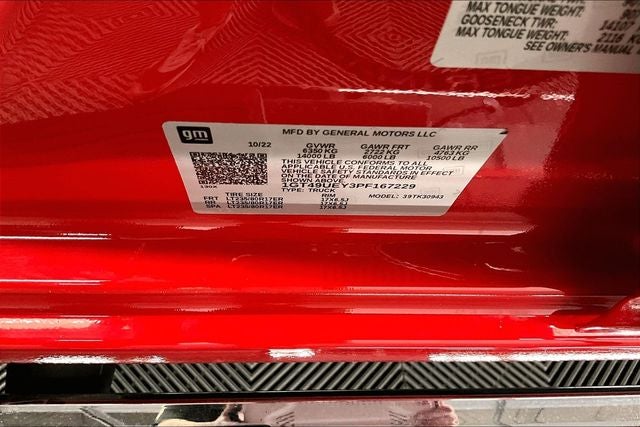 MAX TONGUE WEIGHT:
GOOSENECK TWR:
MAX TONGUE WEIGHT: 2116
SEE OWNER'S MANUAL
gm
MFD BY GENERAL MOTORS LLC
10/22 GVWR GAWR FRT GAWR RR
6350 KG 2722 KG 4763 KG
14000 LB 6000 LB 10500 LB
THIS VEHICLE CONFORMS TO ALL
APPLICABLE U.S. FEDERAL MOTOR
VEHICLE SAFETY STANDARDS IN EFFECT
ON THE DATE OF MANUFACTURE
SHOWN ABOVE.
1GT49UEY3PF167229
TYPE: TRUCK MODEL: 39TK30943
TIRE SIZE RIM
FRT LT235/80R17ER 17X6.5J
RR LT235/80R17ER 17X6.5J
SPA LT235/80R17ER 17X6.5J